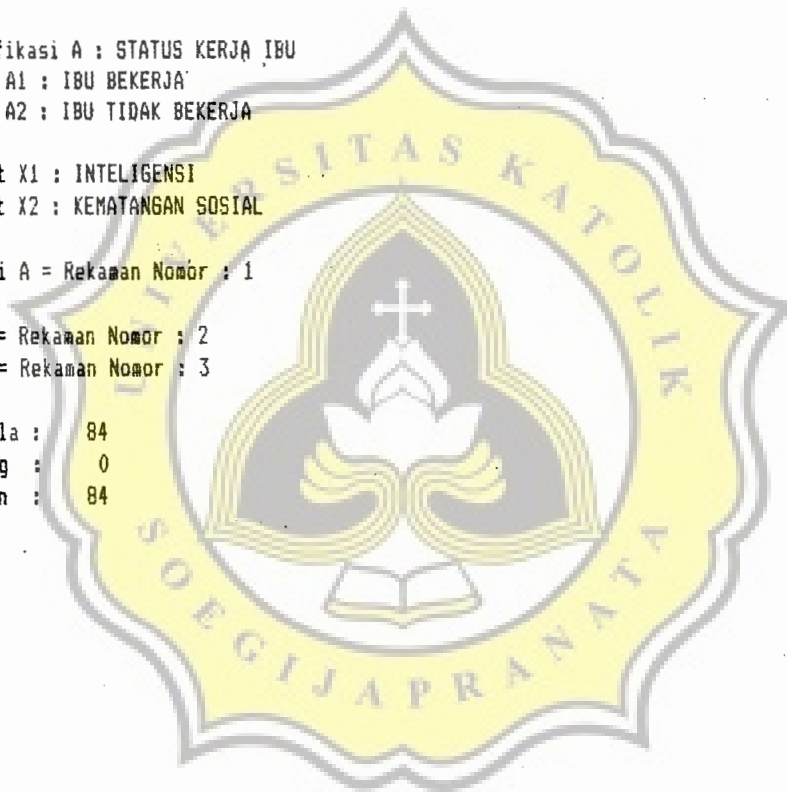 fikasi A : STATUS KERJA IBU
A1 : IBU BEKERJA
A2 : IBU TIDAK BEKERJA
t X1 : INTELIGENSI
t X2 : KEMATANGAN SOSIAL
i A = Rekaman Nomor : 1
= Rekaman Nomor : 2
= Rekaman Nomor : 3
la : 84
g : 0
n : 84
UNIVERSITAS KATOLIK
SOEGIJAPRANATA